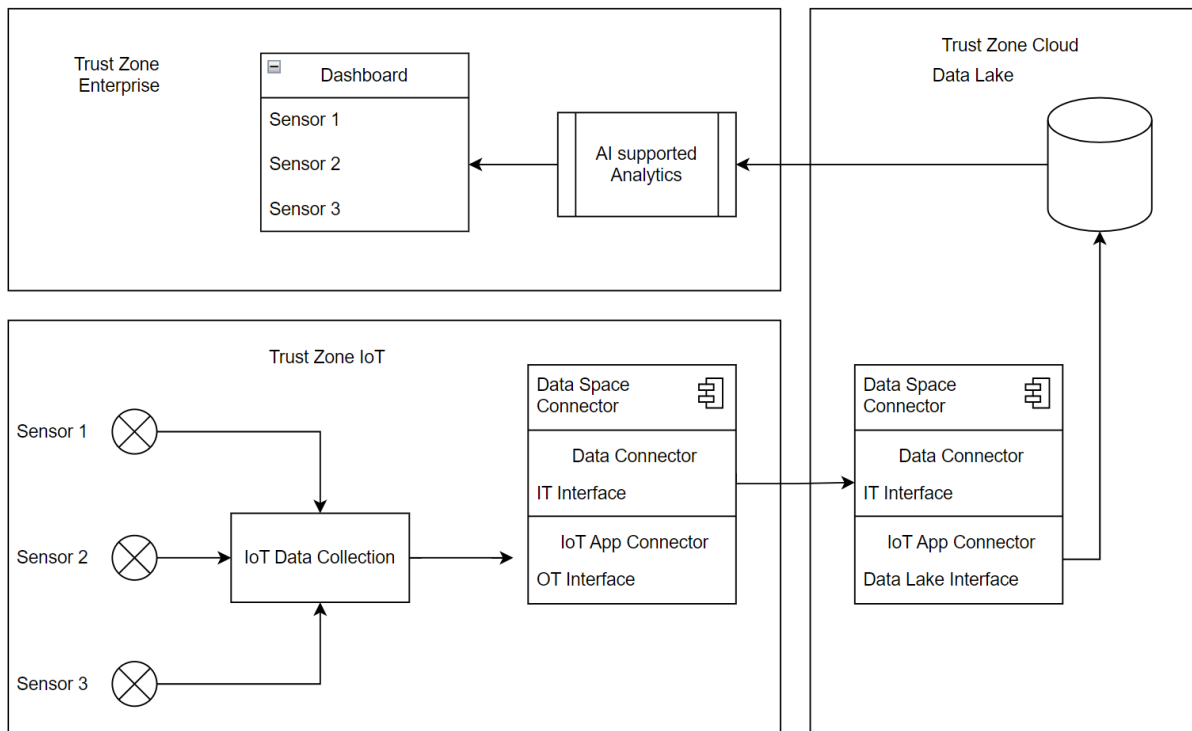 Trust Zone
Enterprise
Dashboard
Sensor 1
Sensor 2
Sensor 3
AI supported
Analytics
Trust Zone Cloud
Data Lake
Trust Zone IoT
Sensor 1
Sensor 2
Sensor 3
IoT Data Collection
Data Space
Connector
Data Connector
IT Interface
IoT App Connector
OT Interface
Data Space
Connector
Data Connector
IT Interface
IoT App Connector
Data Lake Interface